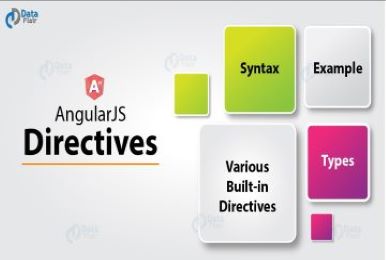 Data
Flair
AngularJS
Directives
Syntax
Example
Various
Built-in
Directives
Types